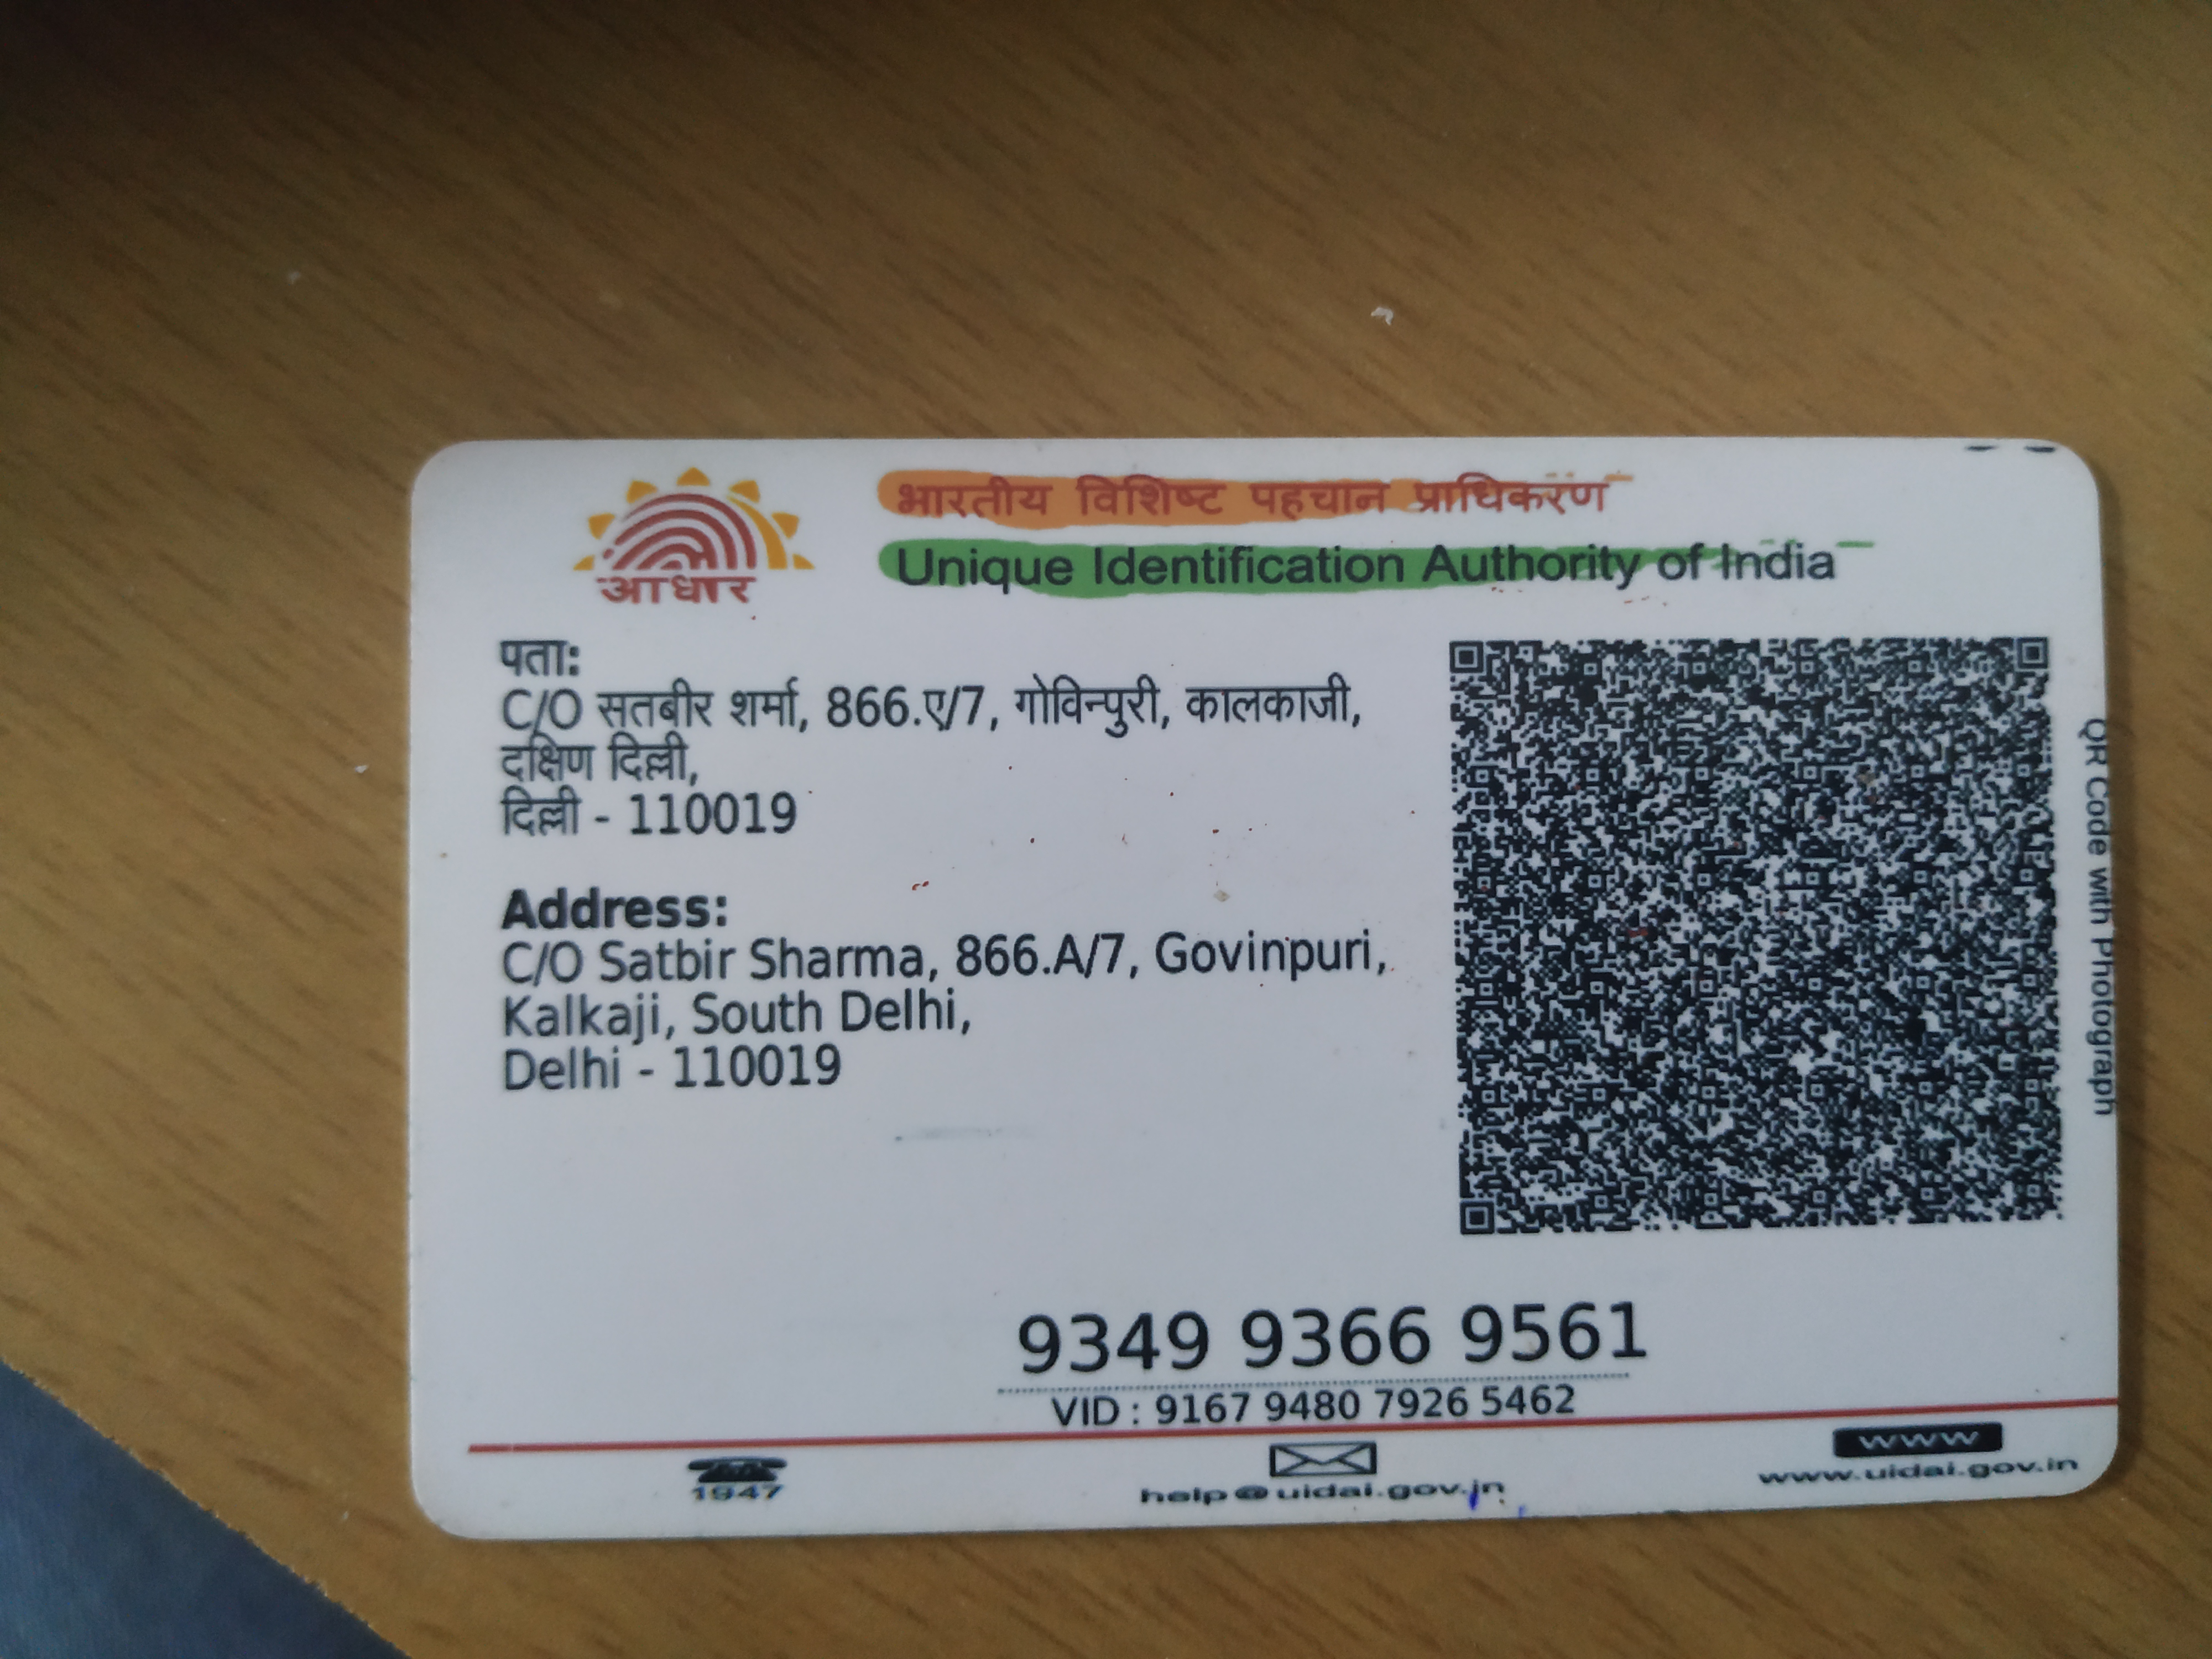 आधार
भारतीय विशिष्ट पहचान प्राधिकरण
Unique Identification Authority of India
पता:
C/O सतबीर शर्मा, 866.ए/7, गोविन्पुरी, कालकाजी,
दक्षिण दिल्ली,
दिल्ली - 110019
Address:
C/O Satbir Sharma, 866.A/7, Govinpuri,
Kalkaji, South Delhi,
Delhi - 110019
QR Code with Photograph
9349 9366 9561
VID : 9167 9480 7926 5462
1947
help@uidai.gov.in
www
www.uidai.gov.in